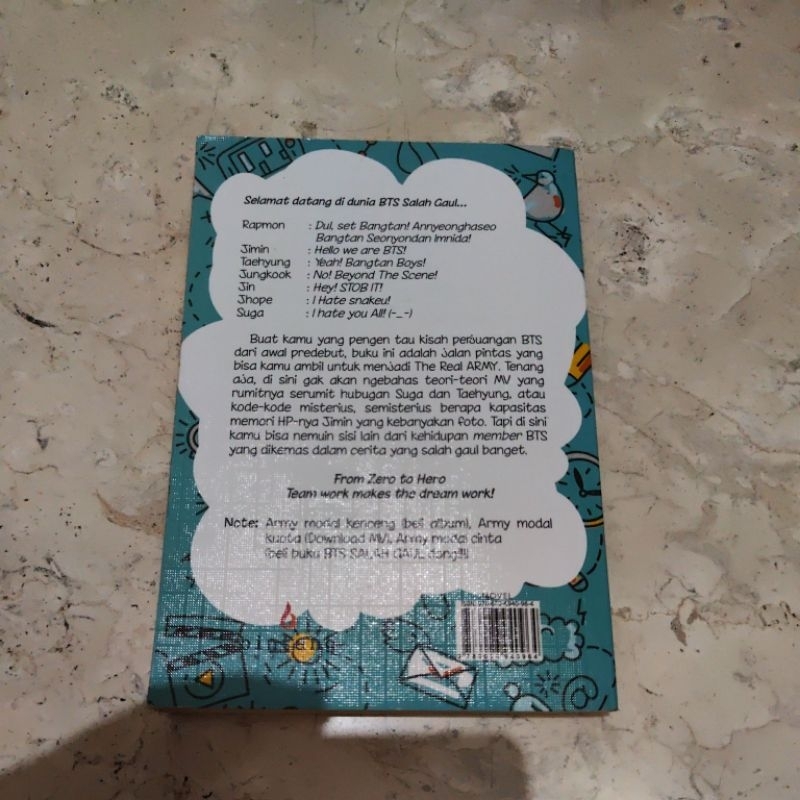 Selamat datang di dunia BTS Salah Gaul...
Rapmon : Dul, set Bangtan! Annyeonghaseo
Bangtan Seonyondan Imnida!
Jimin : Hello we are BTS!
Taehyung : Yeah! Bangtan Boys!
Jungkook : No! Beyond The Scene!
Jin : Hey! STOB IT!
Jhope : I Hate snakeu!
Suga : I hate you All! (-_-)
Buat kamu yang pengen tau kisah perjuangan BTS
dari awal predebut, buku ini adalah jalan pintas yang
bisa kamu ambil untuk menjadi The Real ARMY. Tenang
aja, di sini gak akan ngebahas teori-teori MV yang
rumitnya serumit hubugan Suga dan Taehyung, atau
kode-kode misterius, semisterius berapa kapasitas
memori HP-nya Jimin yang kebanyakan foto. Tapi di sini
kamu bisa nemuin sisi lain dari kehidupan member BTS
yang dikemas dalam cerita yang salah gaul banget.
From Zero to Hero
Team work makes the dream work!
Note: Army modal kenceng (beli album), Army modal
kuota (Download MV), Army modal cinta
(beli buku BTS SALAH GAUL dong!!!)
NOVEL